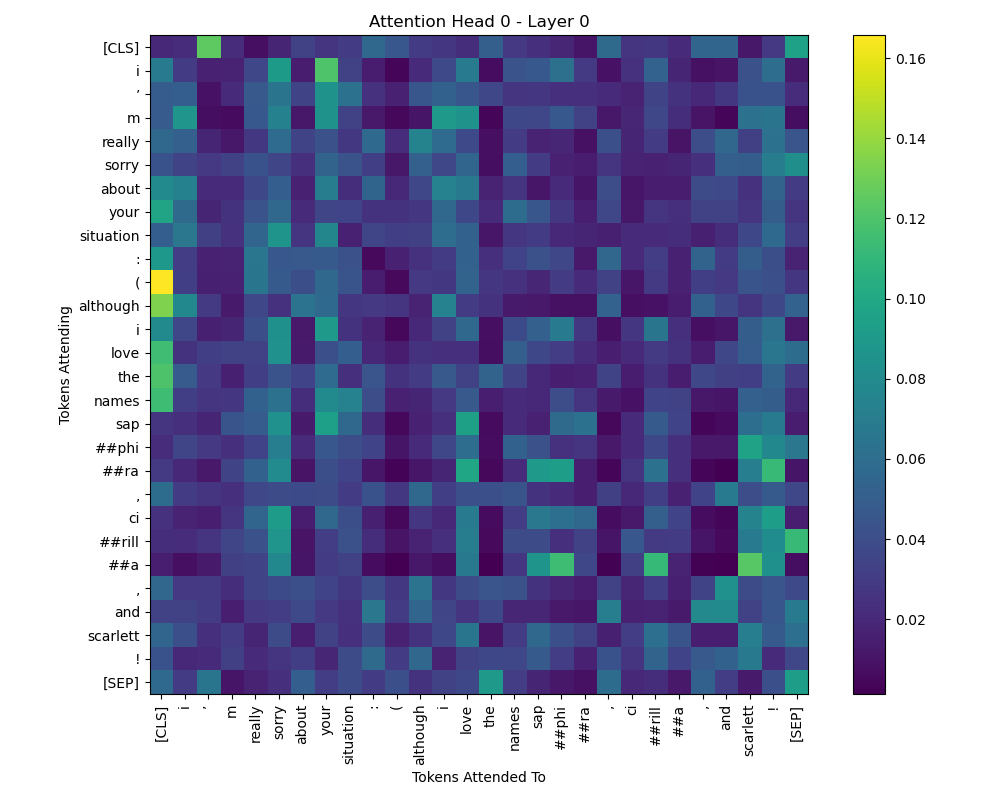 Attention Head 0 - Layer 0
[CLS]
i
’
m
really
sorry
about
your
situation
:
(
although
i
love
the
names
sap
##phi
##ra
,
ci
##rill
##a
,
and
scarlett
!
[SEP]
Tokens Attending
[CLS]
i
’
m
really
sorry
about
your
situation
:
(
although
i
love
the
names
sap
##phi
##ra
,
ci
##rill
##a
,
and
scarlett
!
[SEP]
Tokens Attended To
0.16
0.14
0.12
0.10
0.08
0.06
0.04
0.02